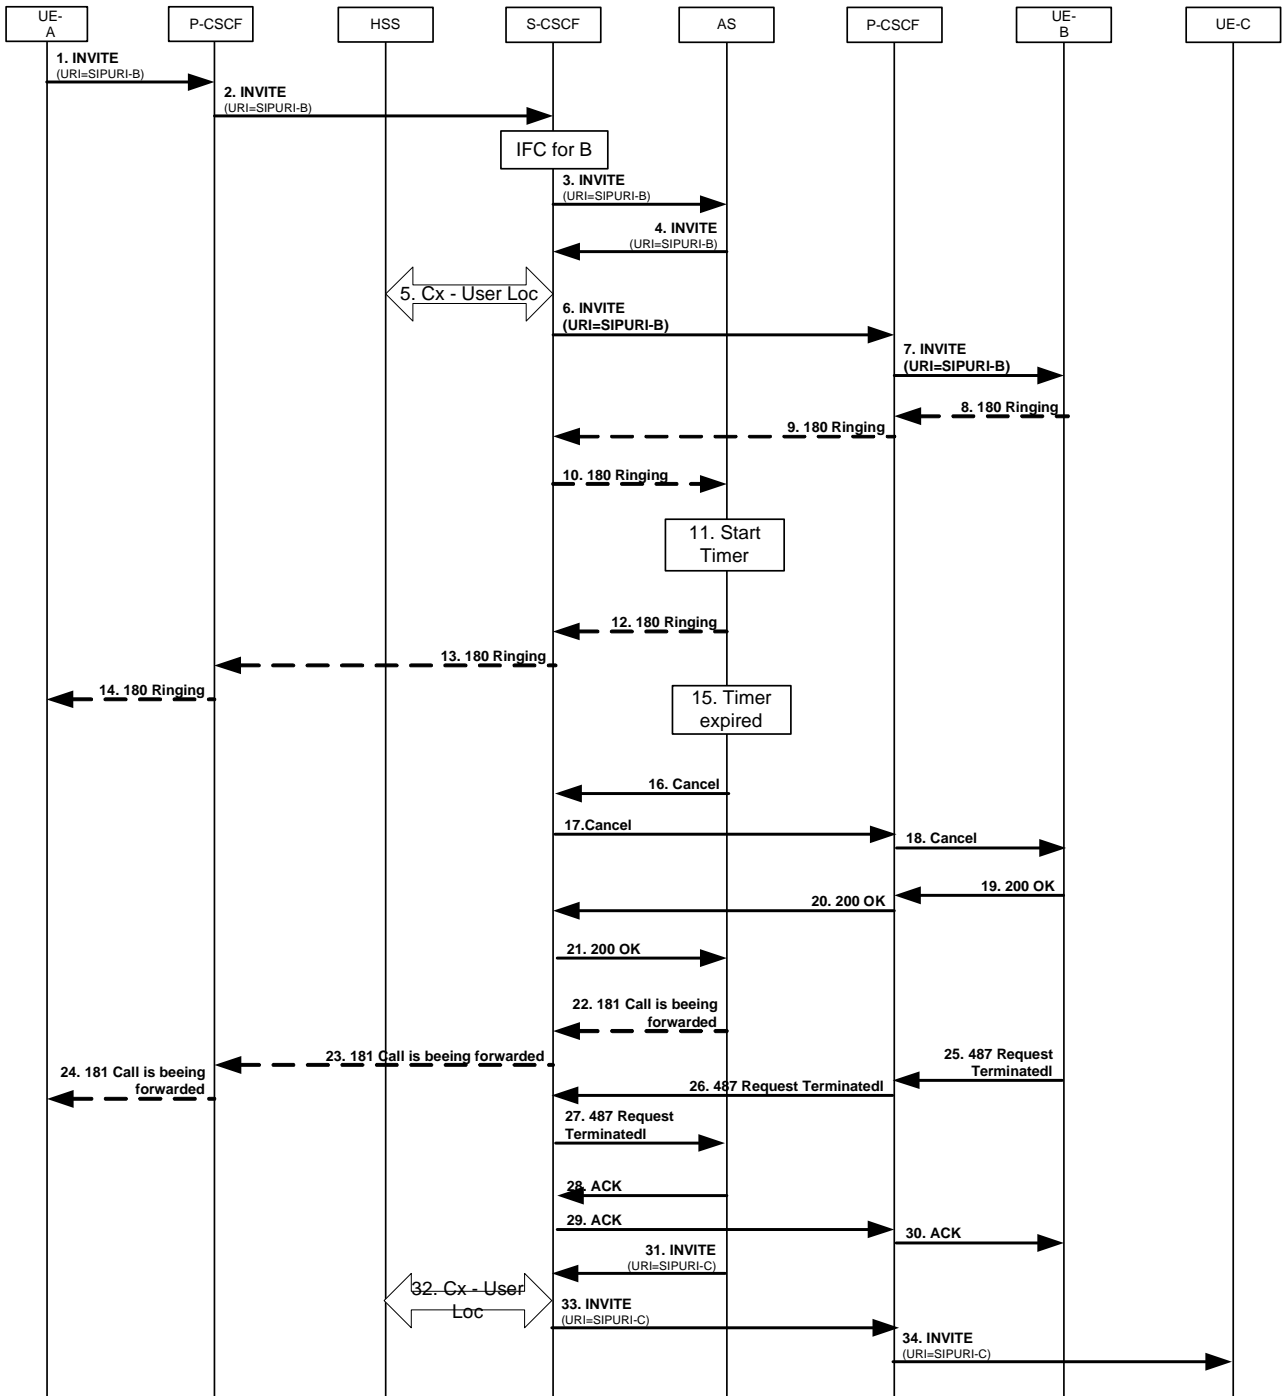 UE-
A
P-CSCF
HSS
S-CSCF
AS
P-CSCF
UE-
B
UE-C
1. INVITE
(URI=SIPURI-B)
2. INVITE
(URI=SIPURI-B)
IFC for B
3. INVITE
(URI=SIPURI-B)
4. INVITE
(URI=SIPURI-B)
5. Cx - User Loc
6. INVITE
(URI=SIPURI-B)
7. INVITE
(URI=SIPURI-B)
8. 180 Ringing
9. 180 Ringing
10. 180 Ringing
11. Start
Timer
12. 180 Ringing
13. 180 Ringing
14. 180 Ringing
15. Timer
expired
16. Cancel
17.Cancel
18. Cancel
19. 200 OK
20. 200 OK
21. 200 OK
22. 181 Call is beeing
forwarded
23. 181 Call is beeing forwarded
24. 181 Call is beeing
forwarded
25. 487 Request
TerminatedI
26. 487 Request TerminatedI
27. 487 Request
TerminatedI
28. ACK
29. ACK
30. ACK
31. INVITE
(URI=SIPURI-C)
32. Cx - User
Loc
33. INVITE
(URI=SIPURI-C)
34. INVITE
(URI=SIPURI-C)